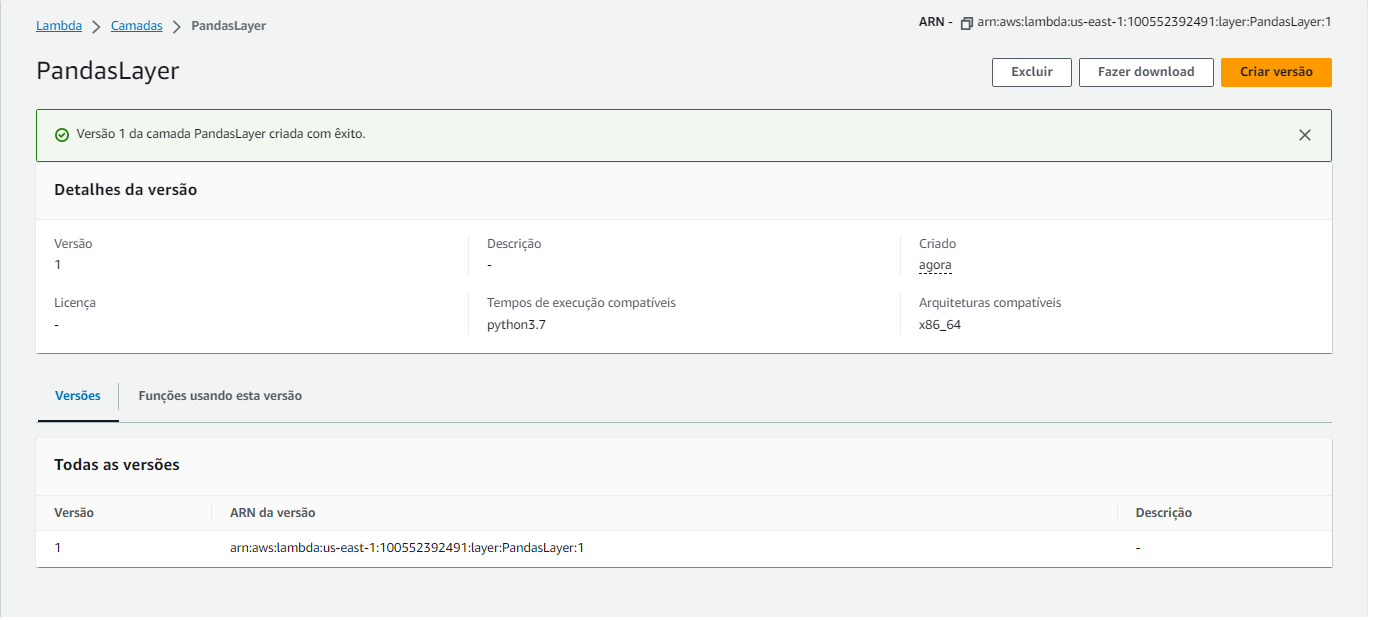 Lambda > Camadas > PandasLayer
ARN - arn:aws:lambda:us-east-1:100552392491:layer:PandasLayer:1
PandasLayer
Excluir Fazer download Criar versão
Versão 1 da camada PandasLayer criada com êxito.
Detalhes da versão
Versão Descrição Criado
1 - agora
Licença Tempos de execução compatíveis Arquiteturas compatíveis
- python3.7 x86_64
Versões Funções usando esta versão
Todas as versões
Versão ARN da versão Descrição
1 arn:aws:lambda:us-east-1:100552392491:layer:PandasLayer:1 -